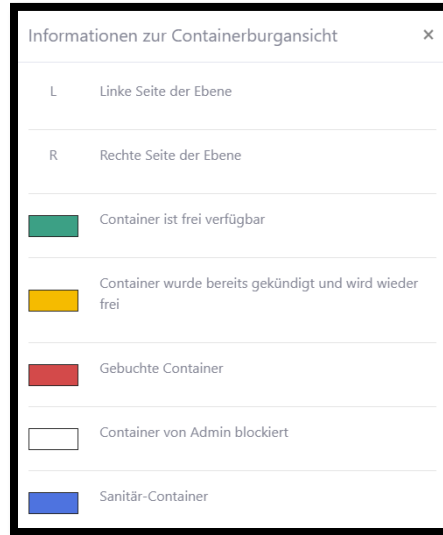 Informationen zur Containerburgansicht ×
L Linke Seite der Ebene
R Rechte Seite der Ebene
Container ist frei verfügbar
Container wurde bereits gekündigt und wird wieder
frei
Gebuchte Container
Container von Admin blockiert
Sanitär-Container